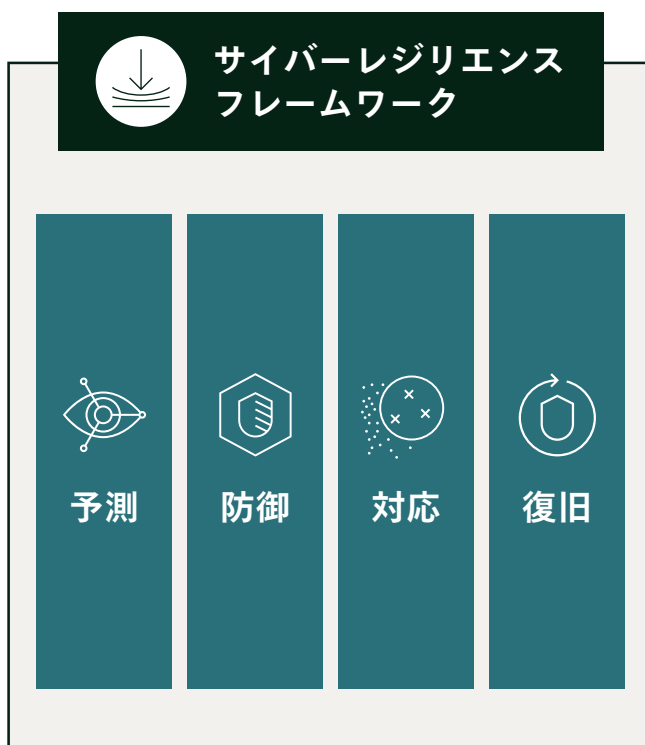 サイバーレジリエンス
フレームワーク
予測
防御
対応
復旧